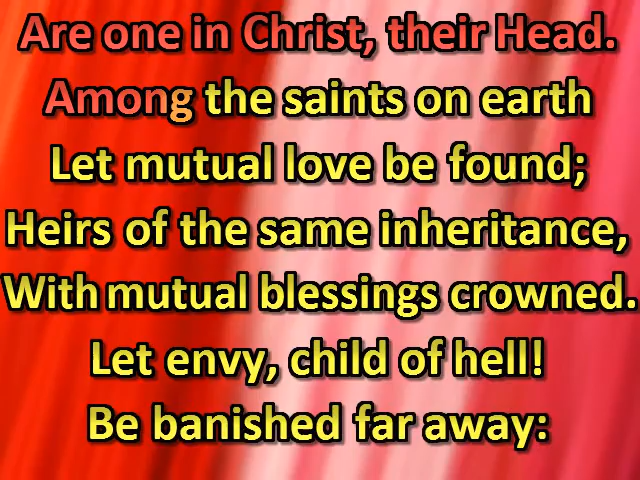 Are one in Christ, their Head.
Among the saints on earth
Let mutual love be found;
Heirs of the same inheritance,
With mutual blessings crowned.
Let envy, child of hell!
Be banished far away: